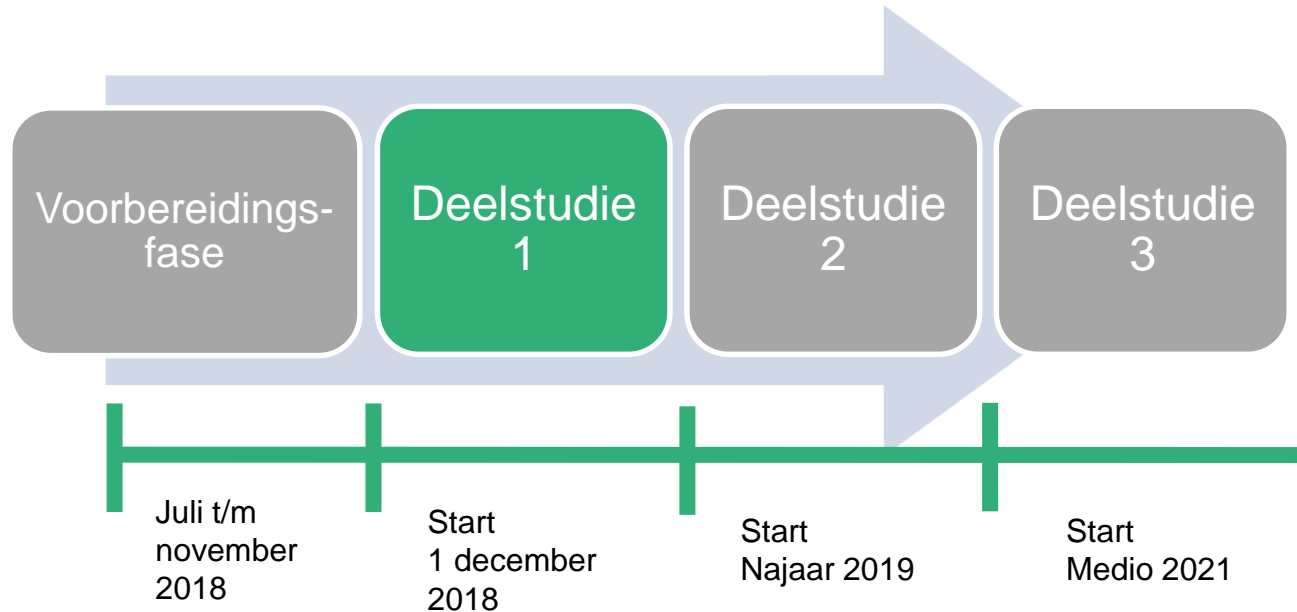 Voorbereidings-
fase
Deelstudie
1
Deelstudie
2
Deelstudie
3
Juli t/m
november
2018
Start
1 december
2018
Start
Najaar 2019
Start
Medio 2021